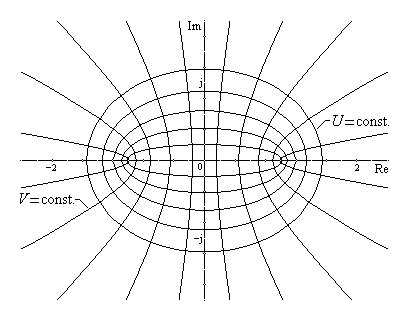 Im
j
U=const.
-2
0
2
Re
V=const.
-j